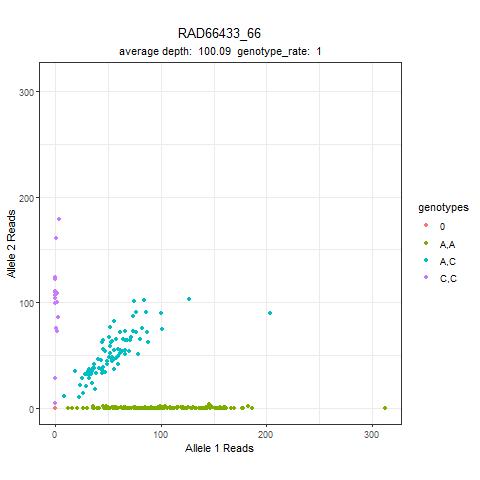 RAD66433_66
average depth: 100.09 genotype_rate: 1
300
200
100
0
Allele 2 Reads
0 100 200 300
Allele 1 Reads
genotypes
0
A,A
A,C
C,C